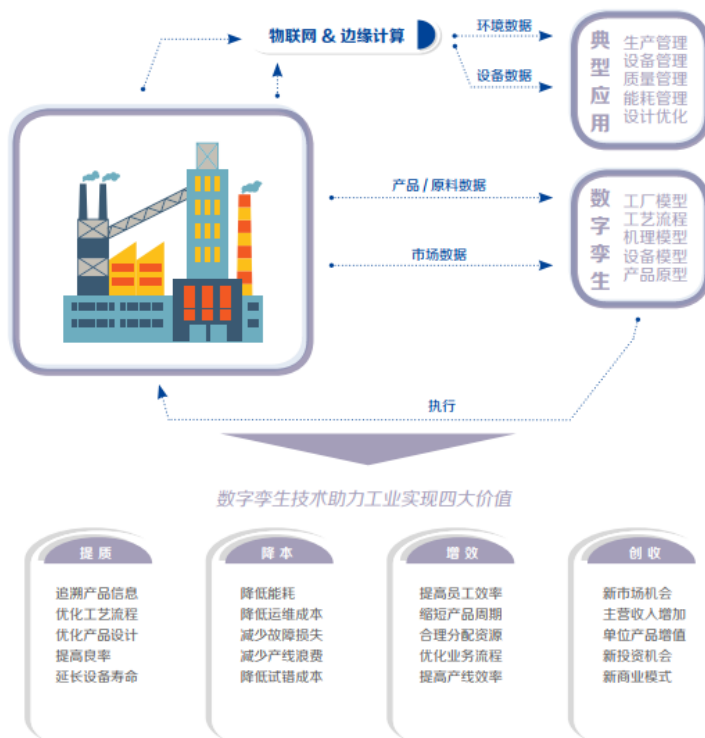 物联网 & 边缘计算
环境数据
设备数据
典型应用
生产管理
设备管理
质量管理
能耗管理
设计优化
产品 / 原料数据
市场数据
数字孪生
工厂模型
工艺流程
机理模型
设备模型
产品原型
执行
数字孪生技术助力工业实现四大价值
提质
追溯产品信息
优化工艺流程
优化产品设计
提高良率
延长设备寿命
降本
降低能耗
降低运维成本
减少故障损失
减少产线浪费
降低试错成本
增效
提高员工效率
缩短产品周期
合理分配资源
优化业务流程
提高产线效率
创收
新市场机会
主营收入增加
单位产品增值
新投资机会
新商业模式